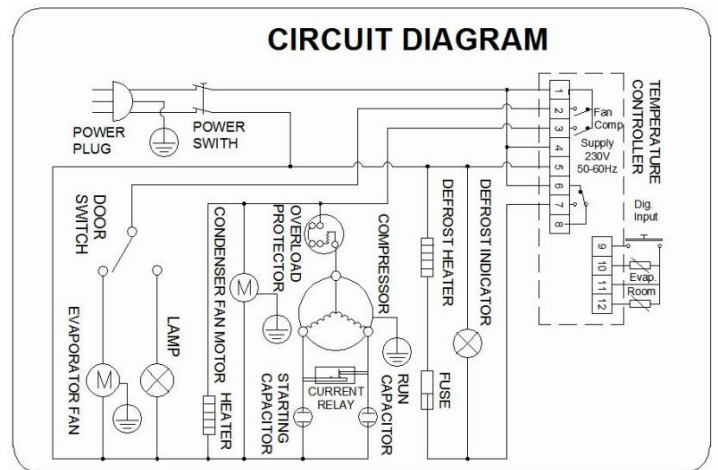 CIRCUIT DIAGRAM
POWER
PLUG
POWER
SWITH
1
2
3
4
5
6
7
8
Fan
Comp
Supply
230V
50-60Hz
TEMPERATURE
CONTROLLER
Dig.
Input
9
10
11
12
Evap.
Room
DOOR
SWITCH
EVAPORATOR FAN
M
LAMP
CONDENSER FAN MOTOR
M
HEATER
OVERLOAD
PROTECTOR
COMPRESSOR
STARTING
CAPACITOR
CURRENT
RELAY
RUN
CAPACITOR
DEFROST HEATER
FUSE
DEFROST INDICATOR